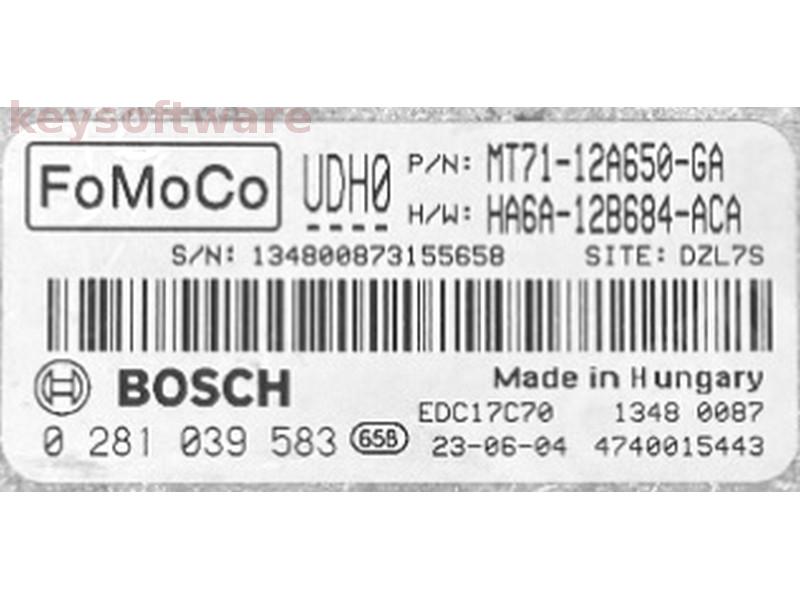 keysoftware
FoMoCo UDH0 P/N: MT71-12A650-GA
H/W: HA6A-12B684-ACA
S/N: 134800873155658 SITE: DZL7S
BOSCH Made in Hungary
EDC17C70 1348 0087
0 281 039 583 65B 23-06-04 4740015443